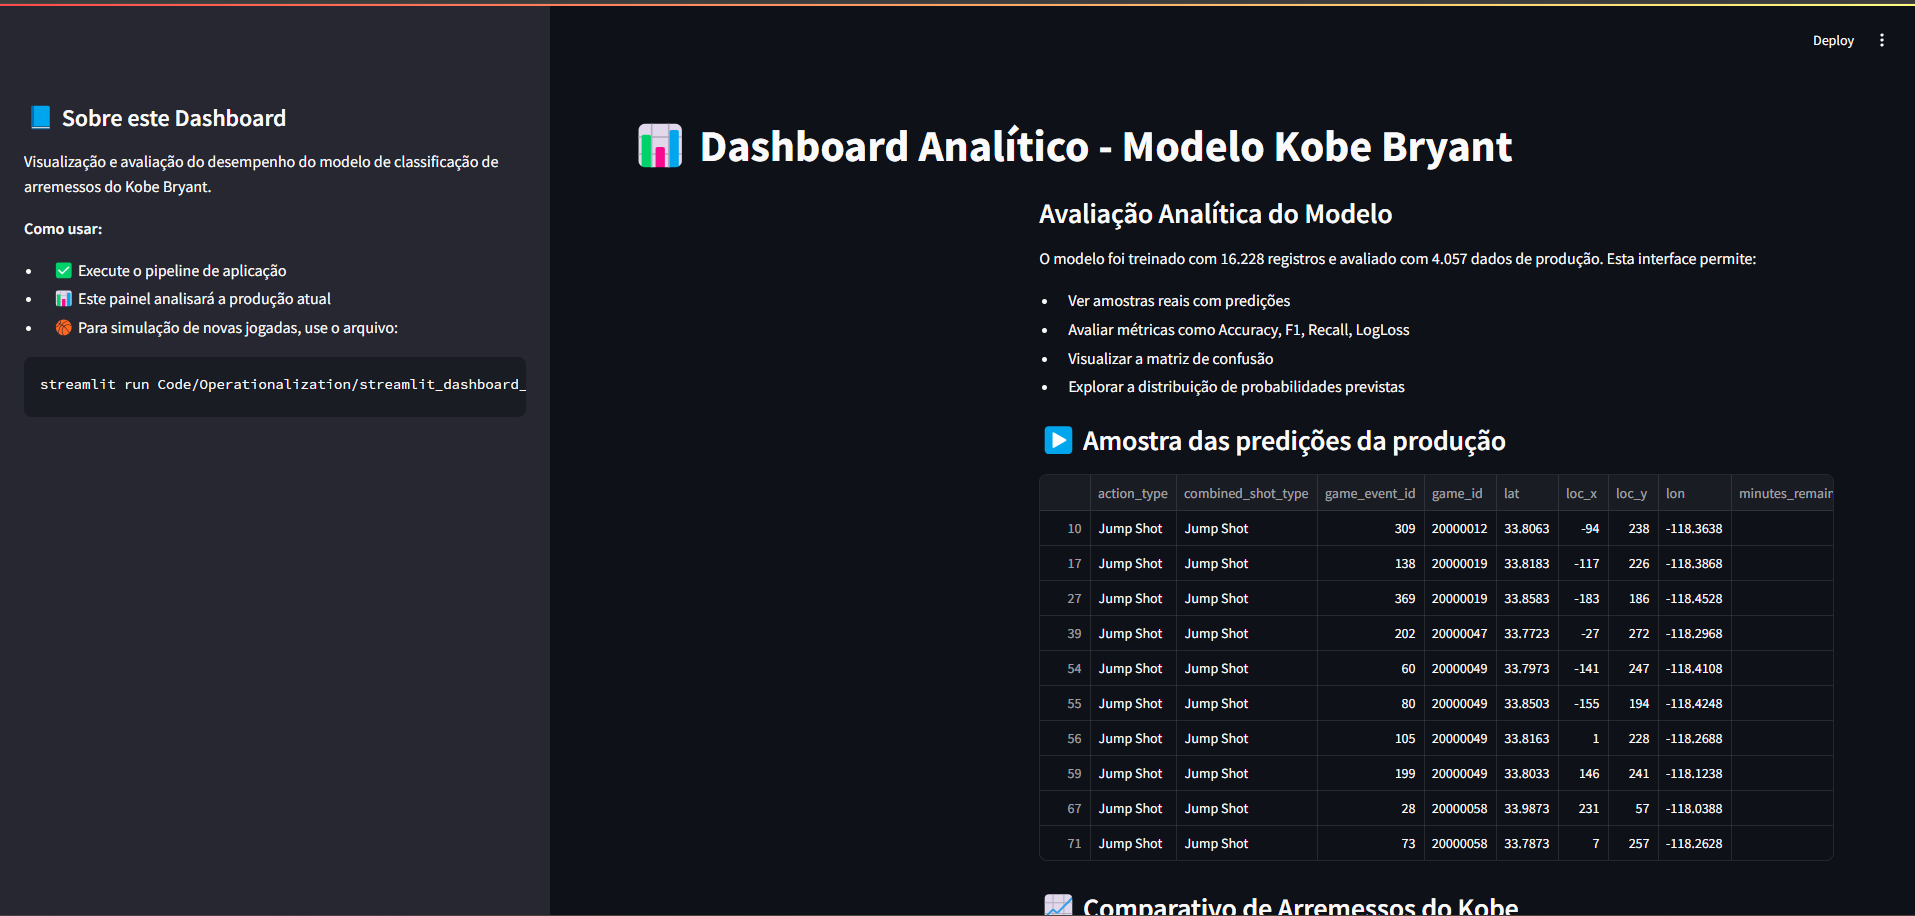 Deploy
Sobre este Dashboard
Visualização e avaliação do desempenho do modelo de classificação de
arremessos do Kobe Bryant.
Como usar:
Execute o pipeline de aplicação
Este painel analisará a produção atual
Para simulação de novas jogadas, use o arquivo:
streamlit run Code/Operationalization/streamlit_dashboard_
Dashboard Analítico - Modelo Kobe Bryant
Avaliação Analítica do Modelo
O modelo foi treinado com 16.228 registros e avaliado com 4.057 dados de produção. Esta interface permite:
Ver amostras reais com predições
Avaliar métricas como Accuracy, F1, Recall, LogLoss
Visualizar a matriz de confusão
Explorar a distribuição de probabilidades previstas
Amostra das predições da produção
action_type combined_shot_type game_event_id game_id lat loc_x loc_y lon minutes_remain
10 Jump Shot Jump Shot 309 20000012 33.8063 -94 238 -118.3638
17 Jump Shot Jump Shot 138 20000019 33.8183 -117 226 -118.3868
27 Jump Shot Jump Shot 369 20000019 33.8583 -183 186 -118.4528
39 Jump Shot Jump Shot 202 20000047 33.7723 -27 272 -118.2968
54 Jump Shot Jump Shot 60 20000049 33.7973 -141 247 -118.4108
55 Jump Shot Jump Shot 80 20000049 33.8503 -155 194 -118.4248
56 Jump Shot Jump Shot 105 20000049 33.8163 1 228 -118.2688
59 Jump Shot Jump Shot 199 20000049 33.8033 146 241 -118.1238
67 Jump Shot Jump Shot 28 20000058 33.9873 231 57 -118.0388
71 Jump Shot Jump Shot 73 20000058 33.7873 7 257 -118.2628
Comparativo de Arremessos do Kobe